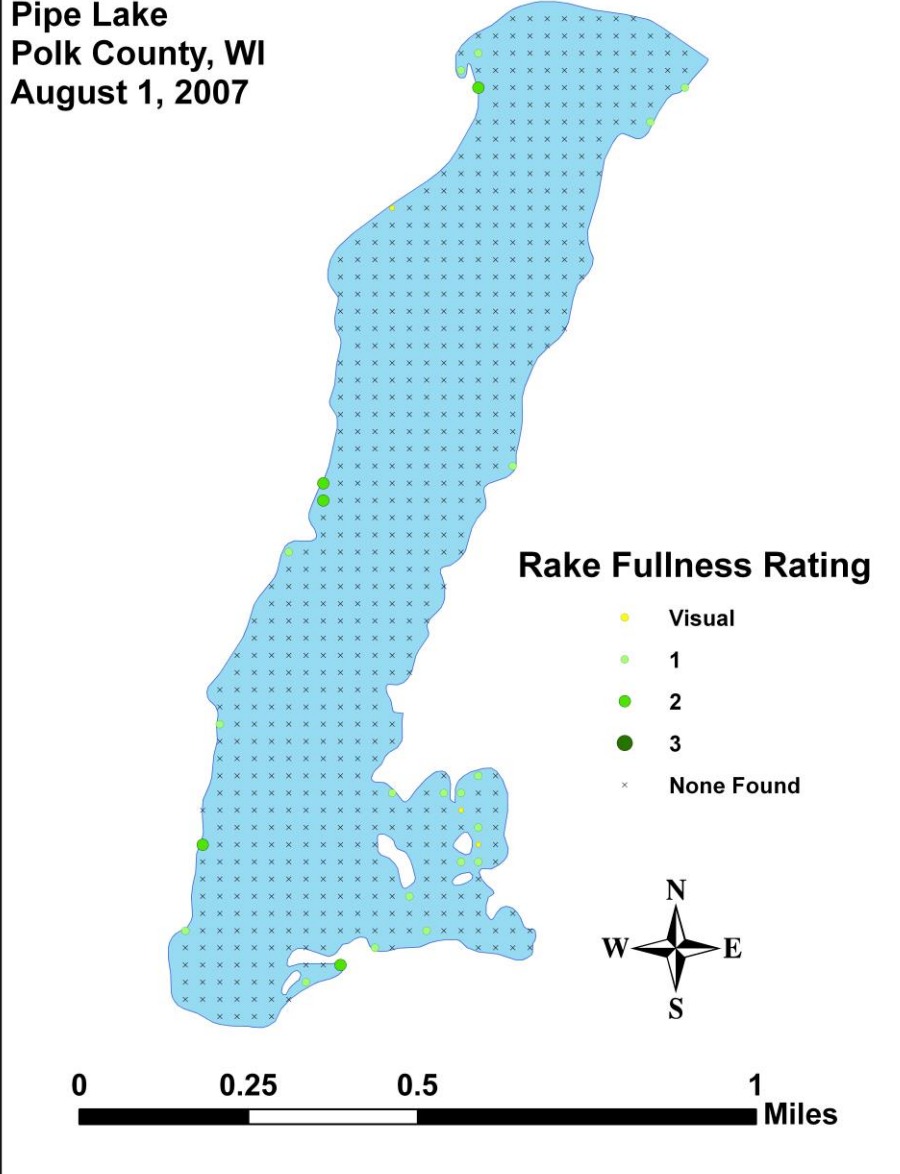 Pipe Lake
Polk County, WI
August 1, 2007
Rake Fullness Rating
Visual
1
2
3
None Found
N
W E
S
0 0.25 0.5 1
Miles